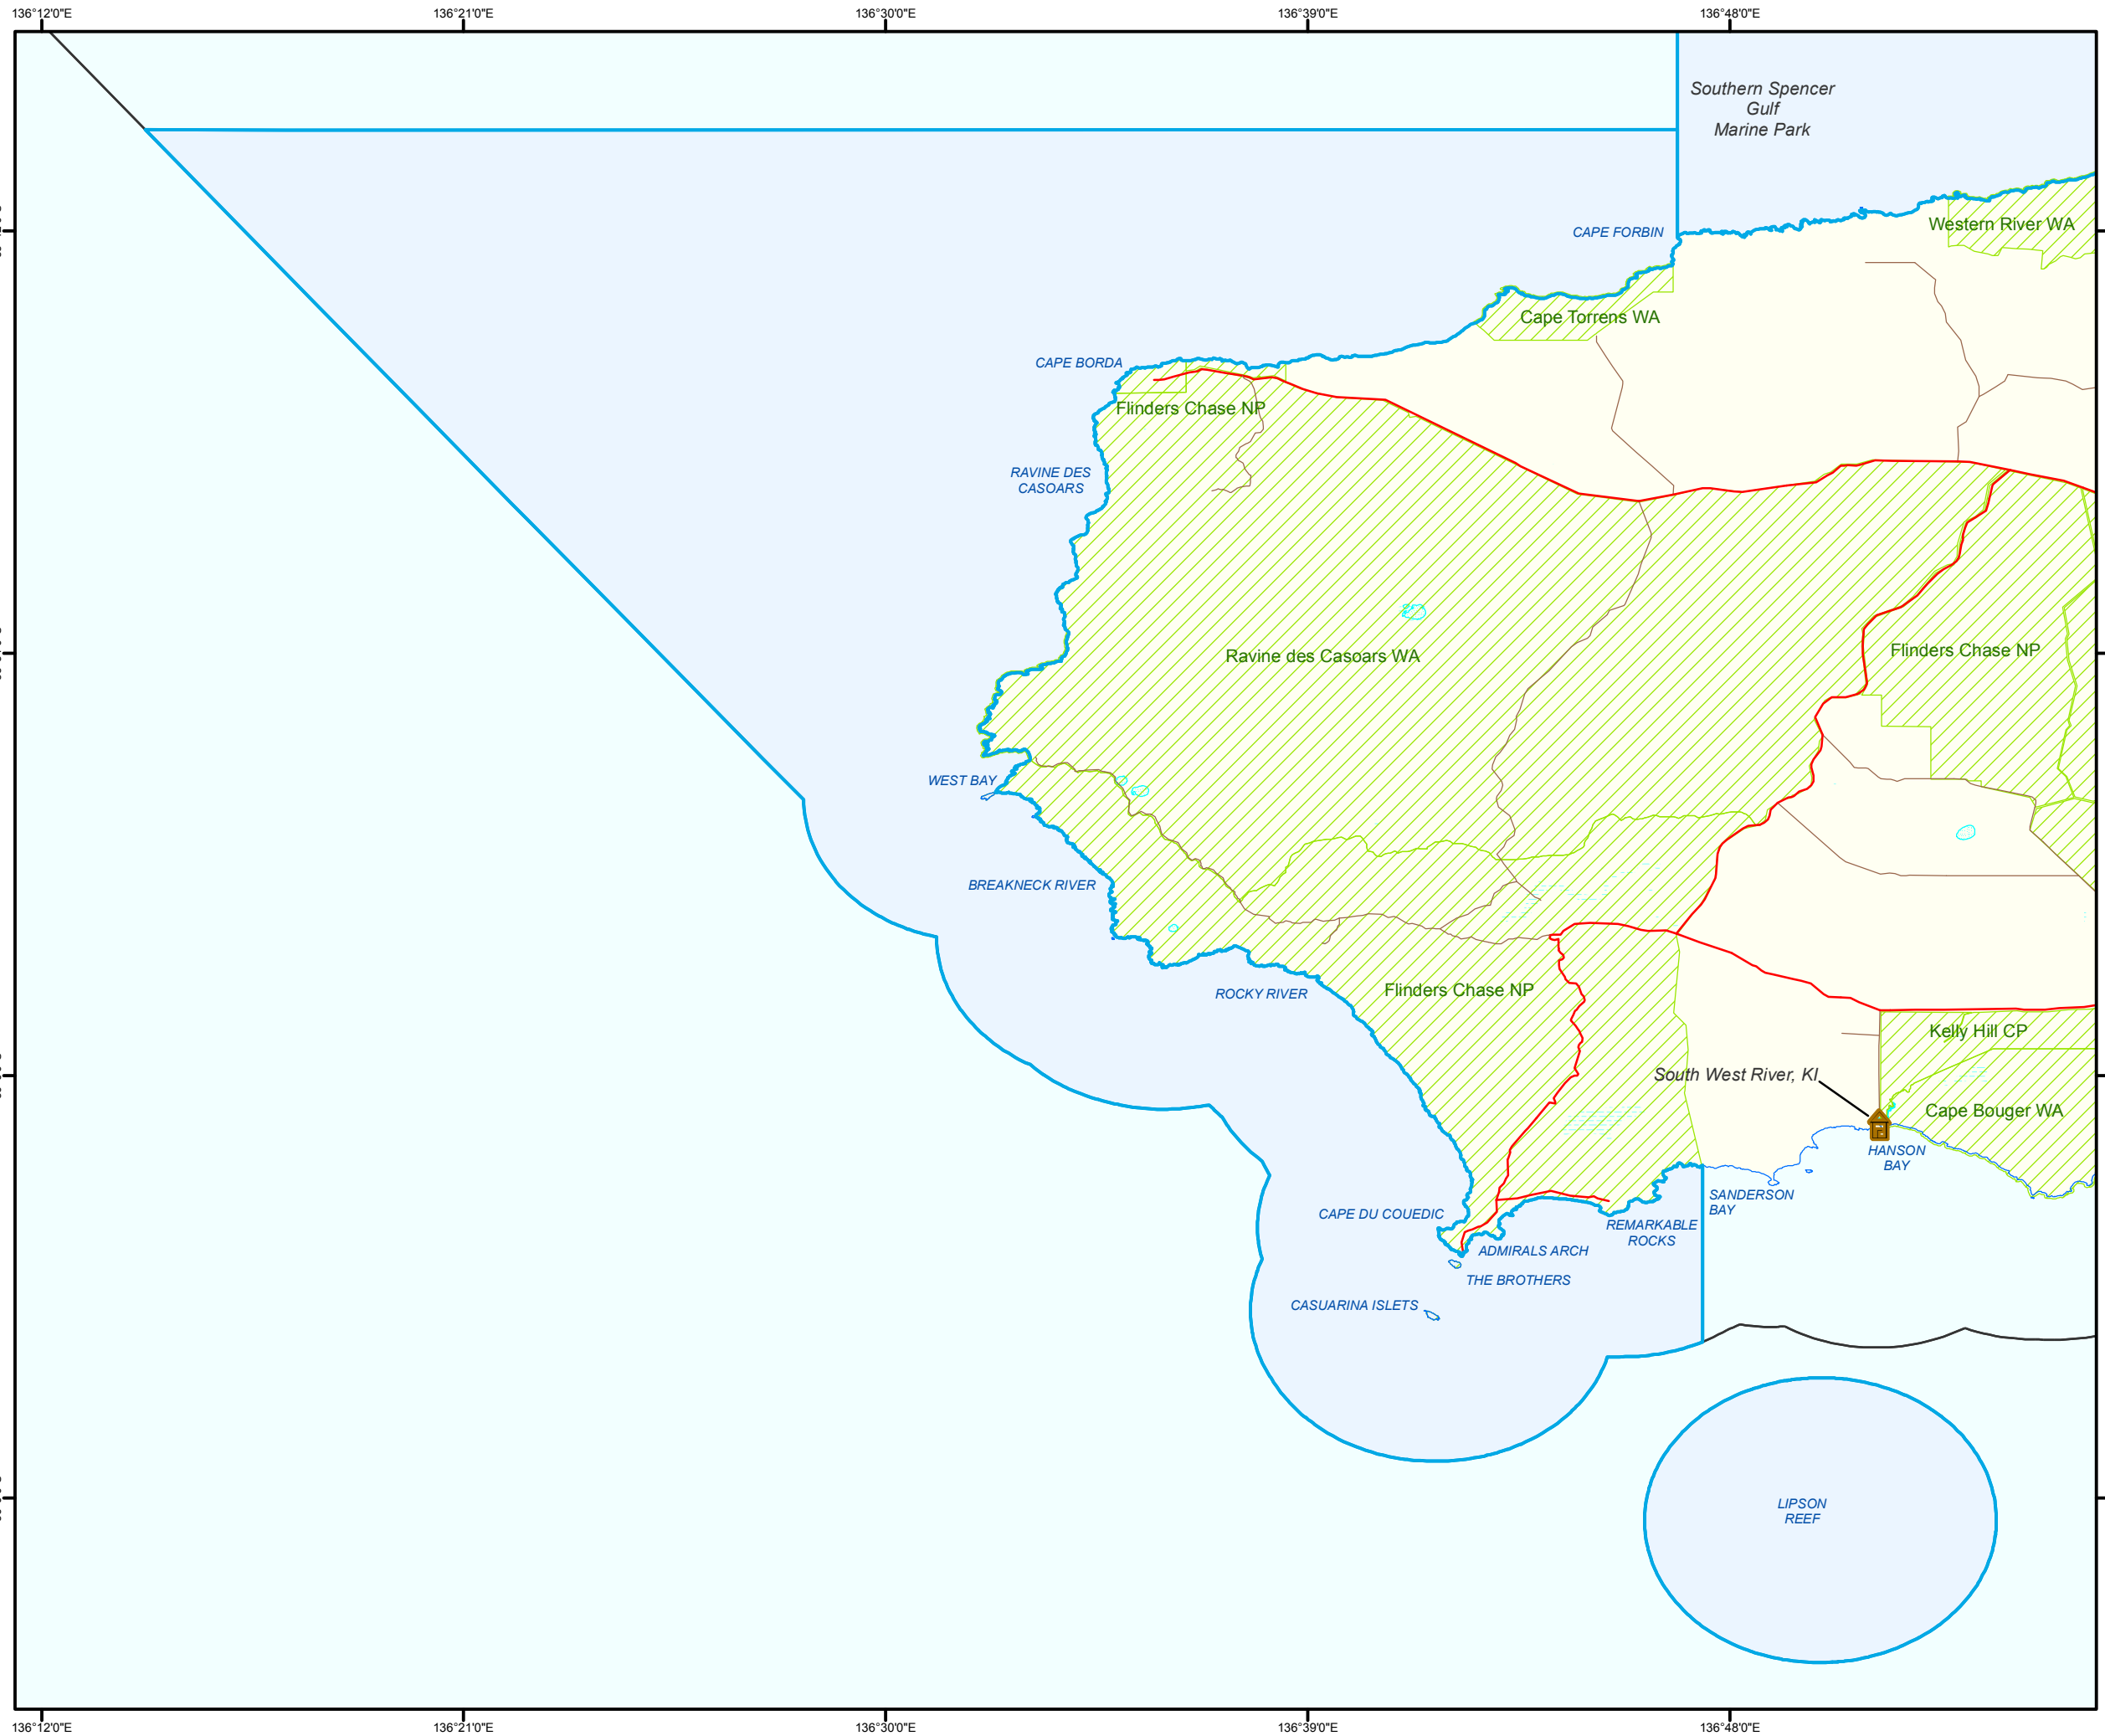 136°12'0"E
136°21'0"E
136°30'0"E
136°39'0"E
136°48'0"E
Southern Spencer
Gulf
Marine Park
Western River WA
CAPE FORBIN
Cape Torrens WA
CAPE BORDA
Flinders Chase NP
RAVINE DES
CASOARS
Ravine des Casoars WA
Flinders Chase NP
WEST BAY
BREAKNECK RIVER
ROCKY RIVER
Flinders Chase NP
Kelly Hill CP
South West River, KI
Cape Bouger WA
HANSON
BAY
SANDERSON
BAY
CAPE DU COUEDIC
REMARKABLE
ROCKS
ADMIRALS ARCH
THE BROTHERS
CASUARINA ISLETS
LIPSON
REEF
136°12'0"E
136°21'0"E
136°30'0"E
136°39'0"E
136°48'0"E